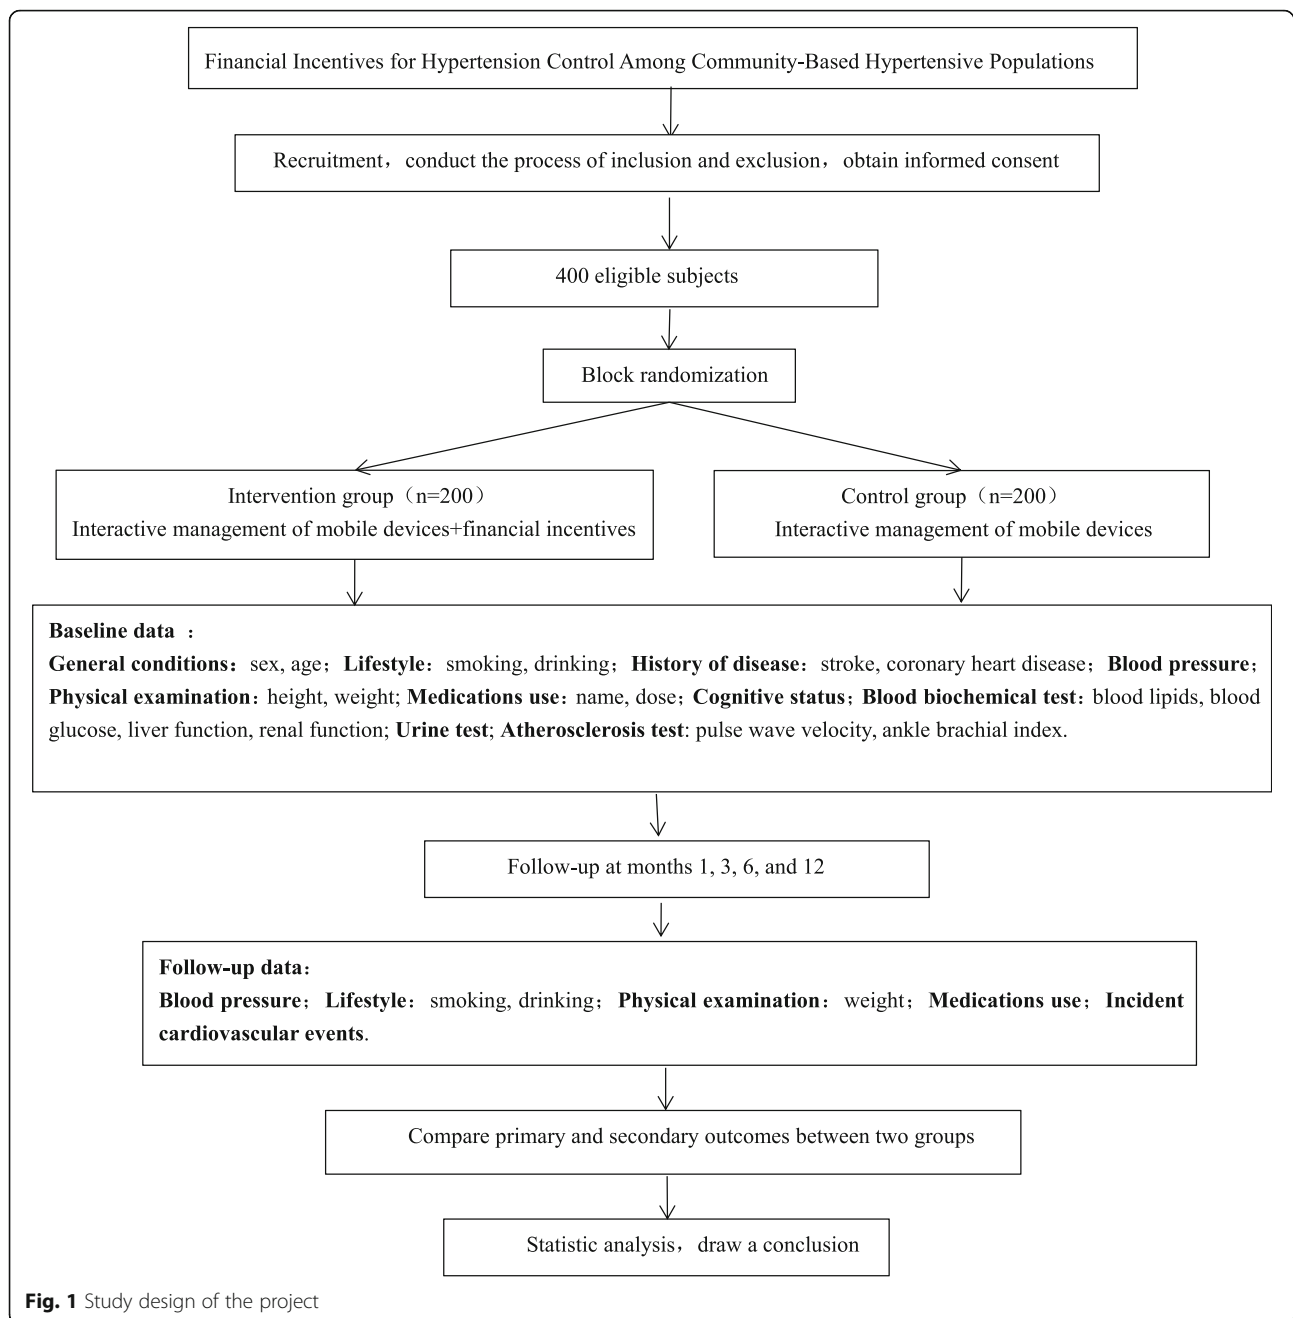 Financial Incentives for Hypertension Control Among Community-Based Hypertensive Populations
Recruitment，conduct the process of inclusion and exclusion，obtain informed consent
400 eligible subjects
Block randomization
Intervention group（n=200）
Interactive management of mobile devices+financial incentives
Control group（n=200）
Interactive management of mobile devices
Baseline data ：
General conditions：sex, age；Lifestyle：smoking, drinking；History of disease：stroke, coronary heart disease；Blood pressure；
Physical examination：height, weight; Medications use：name, dose；Cognitive status；Blood biochemical test：blood lipids, blood
glucose, liver function, renal function; Urine test; Atherosclerosis test: pulse wave velocity, ankle brachial index.
Follow-up at months 1, 3, 6, and 12
Follow-up data：
Blood pressure；Lifestyle：smoking, drinking；Physical examination：weight；Medications use；Incident
cardiovascular events.
Compare primary and secondary outcomes between two groups
Statistic analysis，draw a conclusion
Fig. 1 Study design of the project